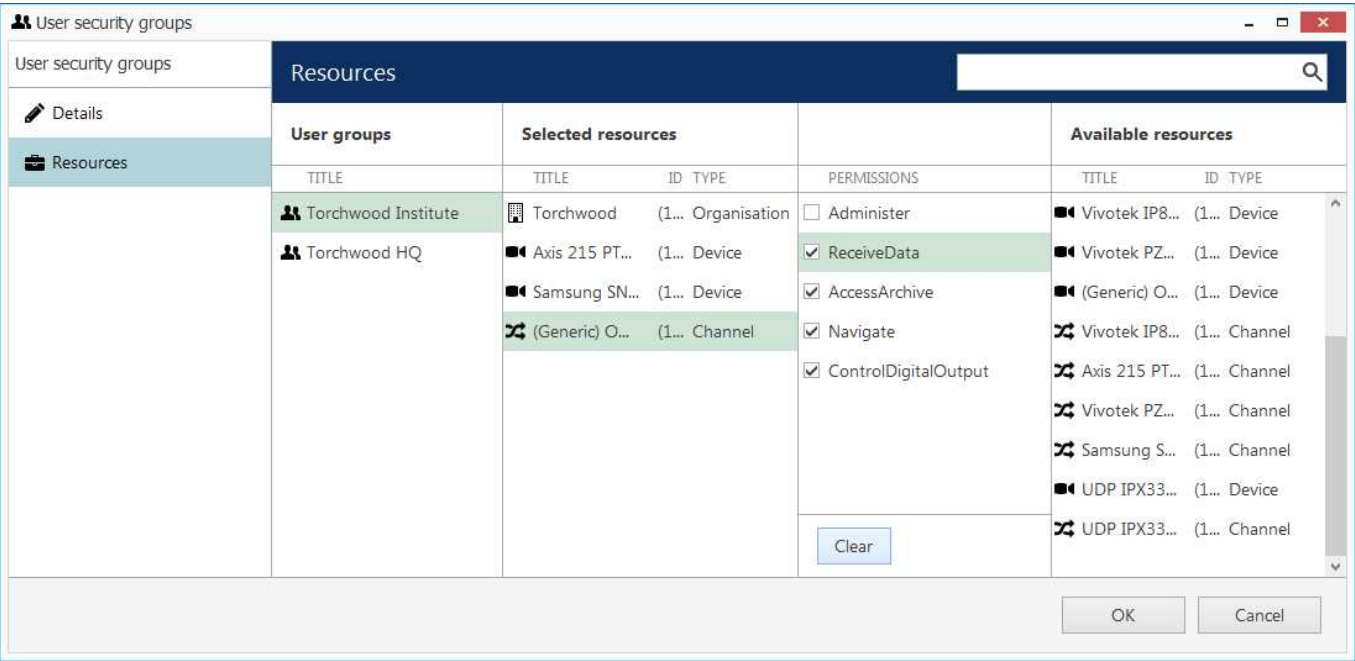 User security groups
User security groups
Resources
Details
Resources
User groups
Selected resources
Available resources
TITLE
TITLE ID TYPE
PERMISSIONS
TITLE ID TYPE
Torchwood Institute
Torchwood (1... Organisation
Administer
Vivotek IP8... (1... Device
Torchwood HQ
Axis 215 PT... (1... Device
ReceiveData
Vivotek PZ... (1... Device
Samsung SN... (1... Device
AccessArchive
(Generic) O... (1... Device
(Generic) O... (1... Channel
Navigate
Vivotek IP8... (1... Channel
ControlDigitalOutput
Axis 215 PT... (1... Channel
Vivotek PZ... (1... Channel
Samsung S... (1... Channel
UDP IPX33... (1... Device
UDP IPX33... (1... Channel
Clear
OK
Cancel